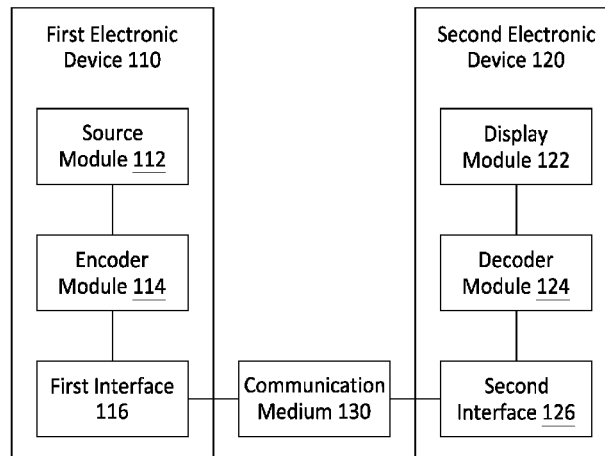 First Electronic
Device 110
Source
Module 112
Encoder
Module 114
First Interface
116
Communication
Medium 130
Second Electronic
Device 120
Display
Module 122
Decoder
Module 124
Second
Interface 126